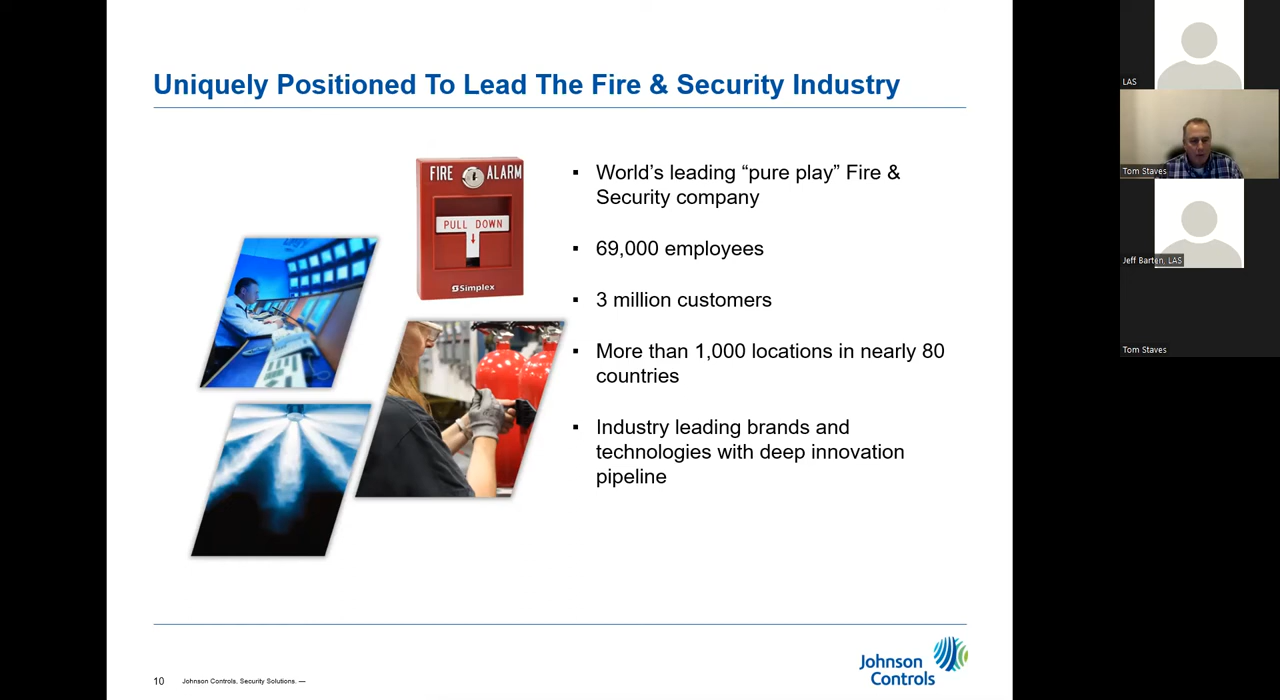 Uniquely Positioned To Lead The Fire & Security Industry
FIRE ALARM
PULL DOWN
Simplex
▪ World’s leading “pure play” Fire &
Security company
▪ 69,000 employees
▪ 3 million customers
▪ More than 1,000 locations in nearly 80
countries
▪ Industry leading brands and
technologies with deep innovation
pipeline
10 Johnson Controls. Security Solutions. —
Johnson
Controls
LAS
Tom Staves
Jeff Barten, LAS
Tom Staves